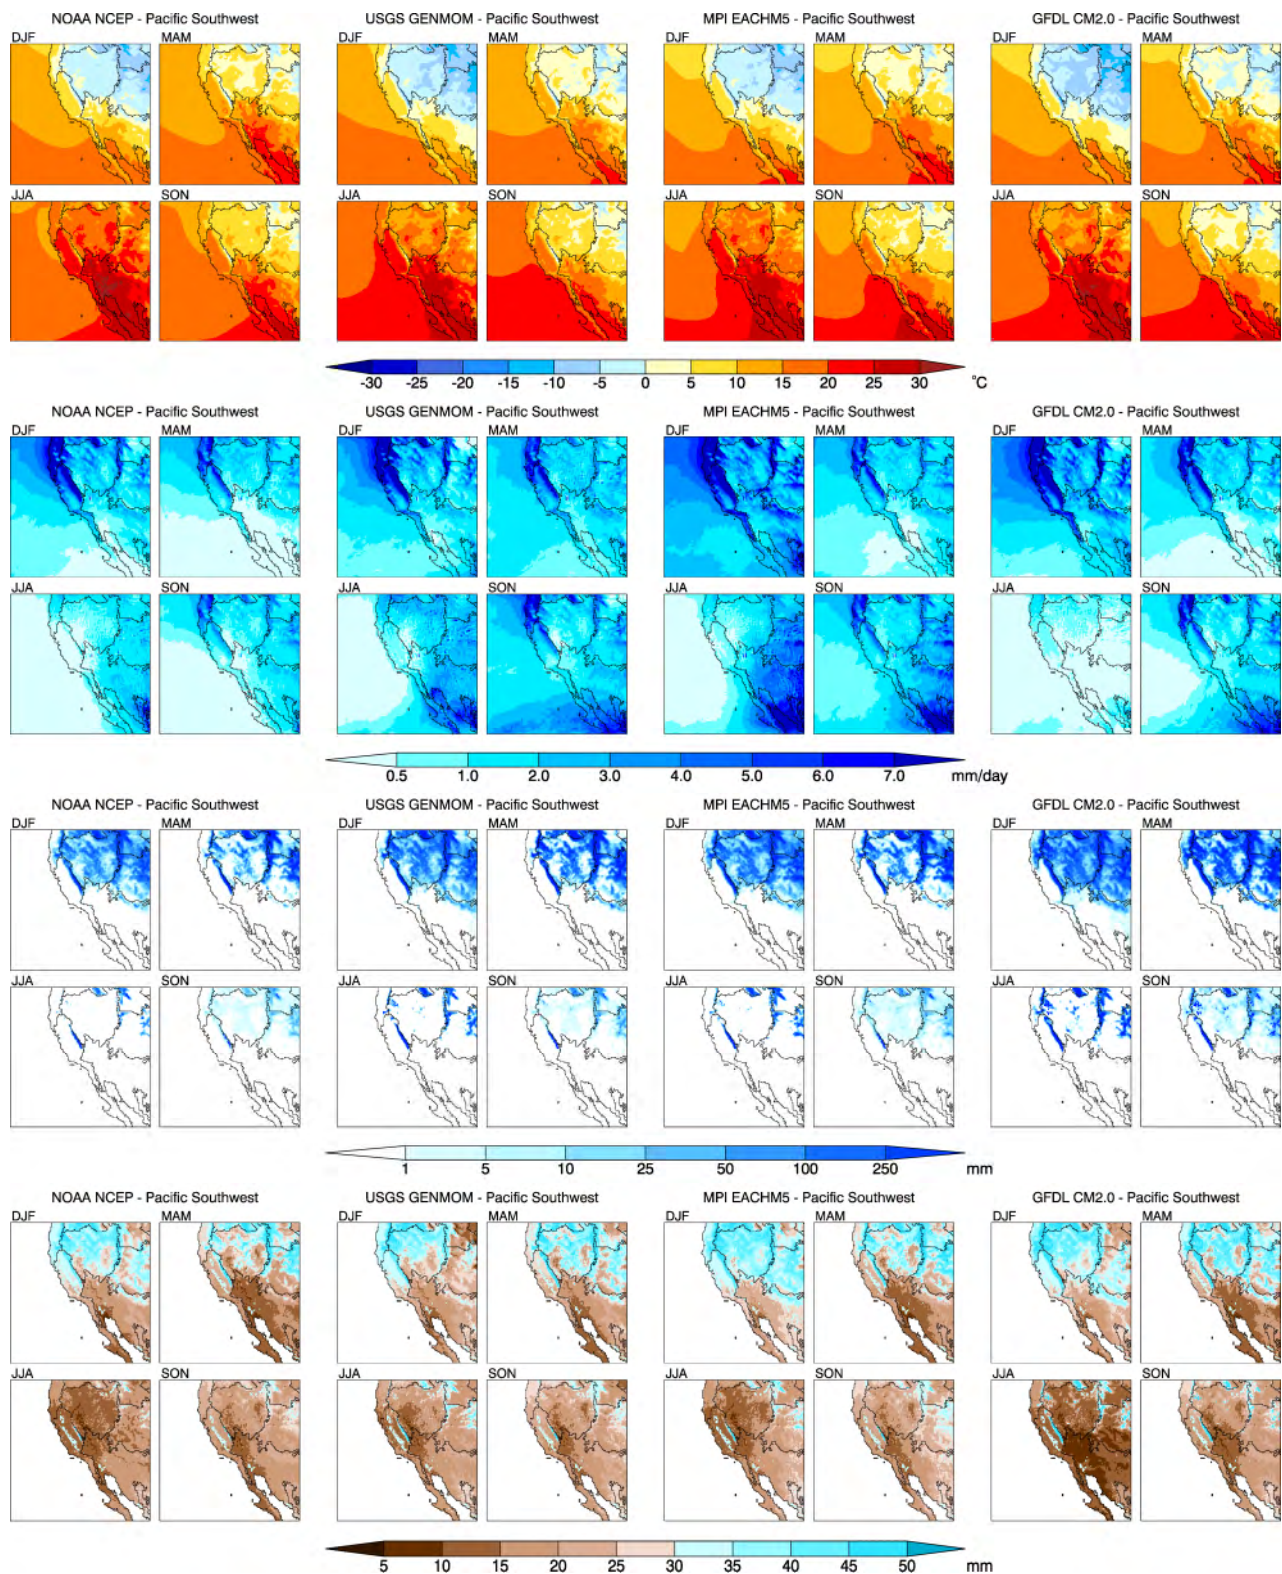 NOAA NCEP - Pacific Southwest USGS GENMOM - Pacific Southwest MPI EACHM5 - Pacific Southwest GFDL CM2.0 - Pacific Southwest
DJF MAM DJF MAM DJF MAM DJF MAM
JJA SON JJA SON JJA SON JJA SON
-30 -25 -20 -15 -10 -5 0 5 10 15 20 25 30 °C
NOAA NCEP - Pacific Southwest USGS GENMOM - Pacific Southwest MPI EACHM5 - Pacific Southwest GFDL CM2.0 - Pacific Southwest
DJF MAM DJF MAM DJF MAM DJF MAM
JJA SON JJA SON JJA SON JJA SON
0.5 1.0 2.0 3.0 4.0 5.0 6.0 7.0 mm/day
NOAA NCEP - Pacific Southwest USGS GENMOM - Pacific Southwest MPI EACHM5 - Pacific Southwest GFDL CM2.0 - Pacific Southwest
DJF MAM DJF MAM DJF MAM DJF MAM
JJA SON JJA SON JJA SON JJA SON
1 5 10 25 50 100 250 mm
NOAA NCEP - Pacific Southwest USGS GENMOM - Pacific Southwest MPI EACHM5 - Pacific Southwest GFDL CM2.0 - Pacific Southwest
DJF MAM DJF MAM DJF MAM DJF MAM
JJA SON JJA SON JJA SON JJA SON
5 10 15 20 25 30 35 40 45 50 mm